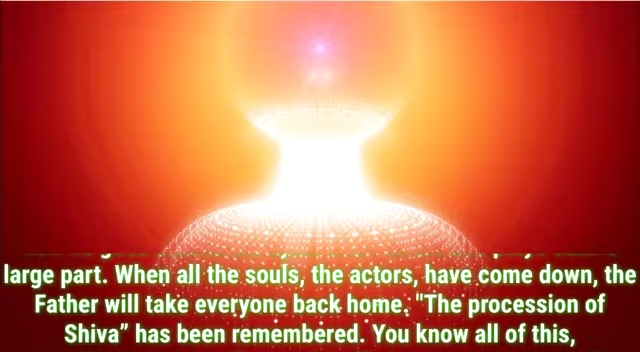 large part. When all the souls, the actors, have come down, the
Father will take everyone back home. "The procession of
Shiva” has been remembered. You know all of this,